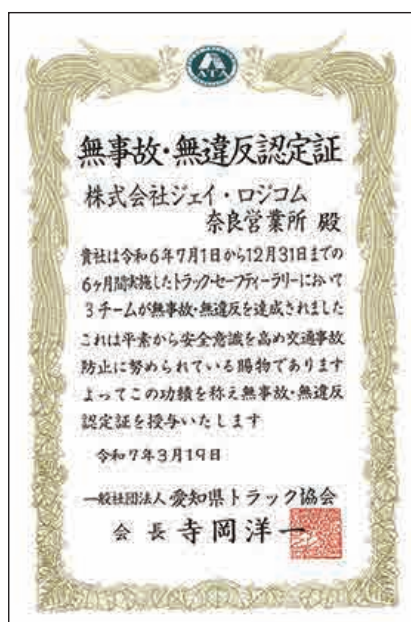 ATA
無事故・無違反認定証
株式会社ジェイ・ロジコム
奈良営業所 殿
貴社は令和6年7月1日から12月31日までの
6ヶ月間実施したトラック・セーフティーラリーにおいて
3チームが無事故・無違反を達成されました
これは平素から安全意識を高め交通事故
防止に努められている賜物であります
よってこの功績を称え無事故・無違反
認定証を授与いたします
令和7年3月19日
一般社団法人 愛知県トラック協会
会長 寺岡洋一